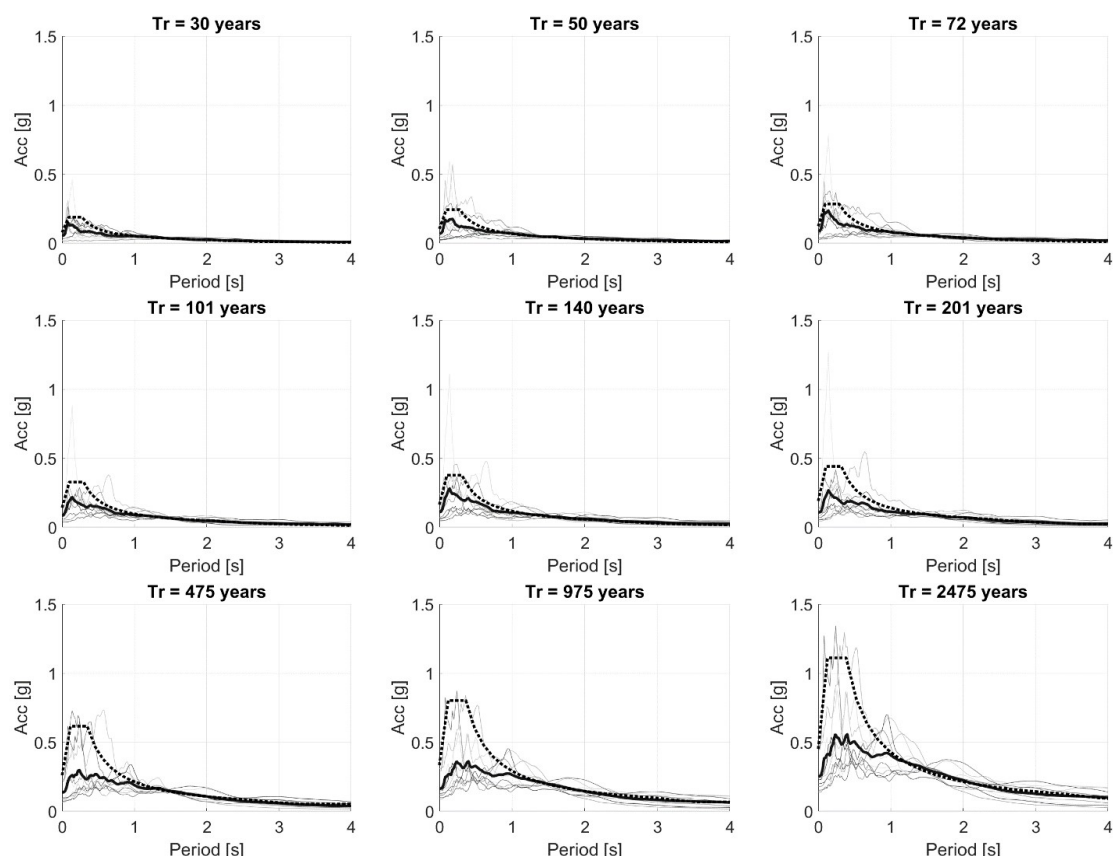 Tr = 30 years
1.5
1
0.5
0
Acc [g]
0 1 2 3 4
Period [s]
Tr = 50 years
1.5
1
0.5
0
Acc [g]
0 1 2 3 4
Period [s]
Tr = 72 years
1.5
1
0.5
0
Acc [g]
0 1 2 3 4
Period [s]
Tr = 101 years
1.5
1
0.5
0
Acc [g]
0 1 2 3 4
Period [s]
Tr = 140 years
1.5
1
0.5
0
Acc [g]
0 1 2 3 4
Period [s]
Tr = 201 years
1.5
1
0.5
0
Acc [g]
0 1 2 3 4
Period [s]
Tr = 475 years
1.5
1
0.5
0
Acc [g]
0 1 2 3 4
Period [s]
Tr = 975 years
1.5
1
0.5
0
Acc [g]
0 1 2 3 4
Period [s]
Tr = 2475 years
1.5
1
0.5
0
Acc [g]
0 1 2 3 4
Period [s]